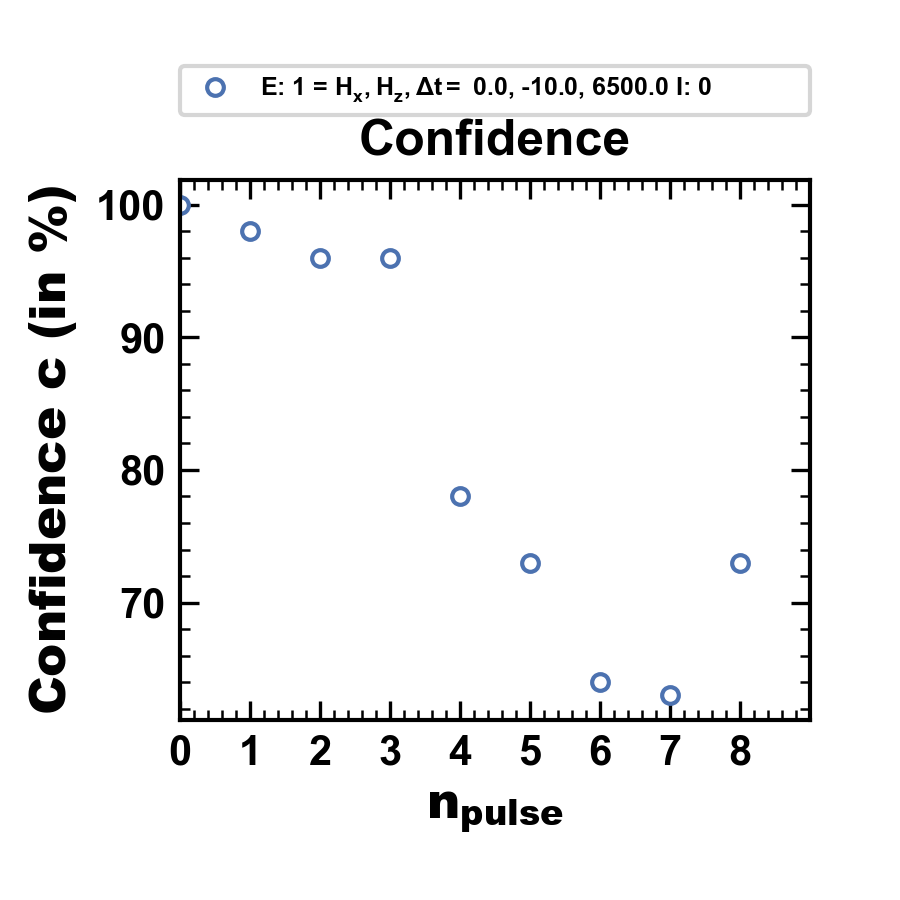 E: 1 = Hx, Hz, Δt = 0.0, -10.0, 6500.0 I: 0
Confidence
Confidence c (in %)
100
90
80
70
0 1 2 3 4 5 6 7 8
npulse